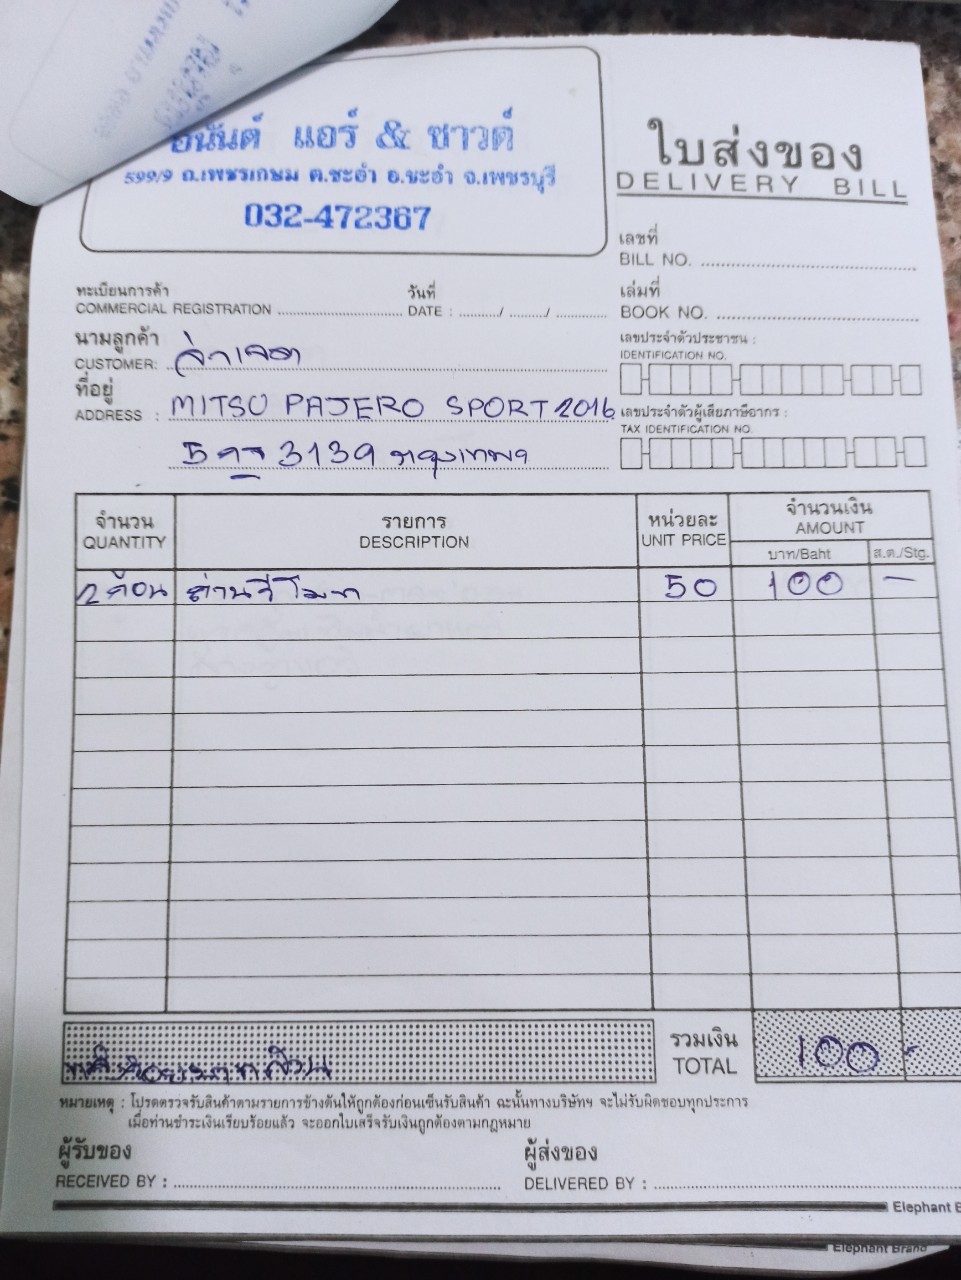 อนันต์ แอร์ & ซาวด์
599/9 ถ.เพชรเกษม ต.ชะอำ อ.ชะอำ จ.เพชรบุรี
032-472367
ใบส่งของ
DELIVERY BILL
เลขที่
BILL NO.
ทะเบียนการค้า
COMMERCIAL REGISTRATION
วันที่
DATE : ......../ ......../
เล่มที่
BOOK NO.
นามลูกค้า
CUSTOMER:
ที่อยู่
ADDRESS : MITSU PAJERO SPORT 2016
3139 กรุงเทพฯ
เลขประจำตัวประชาชน :
IDENTIFICATION NO.
เลขประจำตัวผู้เสียภาษีอากร :
TAX IDENTIFICATION NO.
จำนวน รายการ หน่วยละ จำนวนเงิน
QUANTITY DESCRIPTION UNIT PRICE AMOUNT
บาท/Baht ส.ต./Stg.
2 ก้อน ถ่านรีโมท 50 100 -
รวมเงิน
TOTAL 100 -
หมายเหตุ : โปรดตรวจรับสินค้าตามรายการข้างต้นให้ถูกต้องก่อนเซ็นรับสินค้า ฉะนั้นทางบริษัทฯ จะไม่รับผิดชอบทุกประการ
เมื่อท่านชำระเงินเรียบร้อยแล้ว จะออกใบเสร็จรับเงินถูกต้องตามกฎหมาย
ผู้รับของ
RECEIVED BY :
ผู้ส่งของ
DELIVERED BY :
Elephant B
Elephant Brand